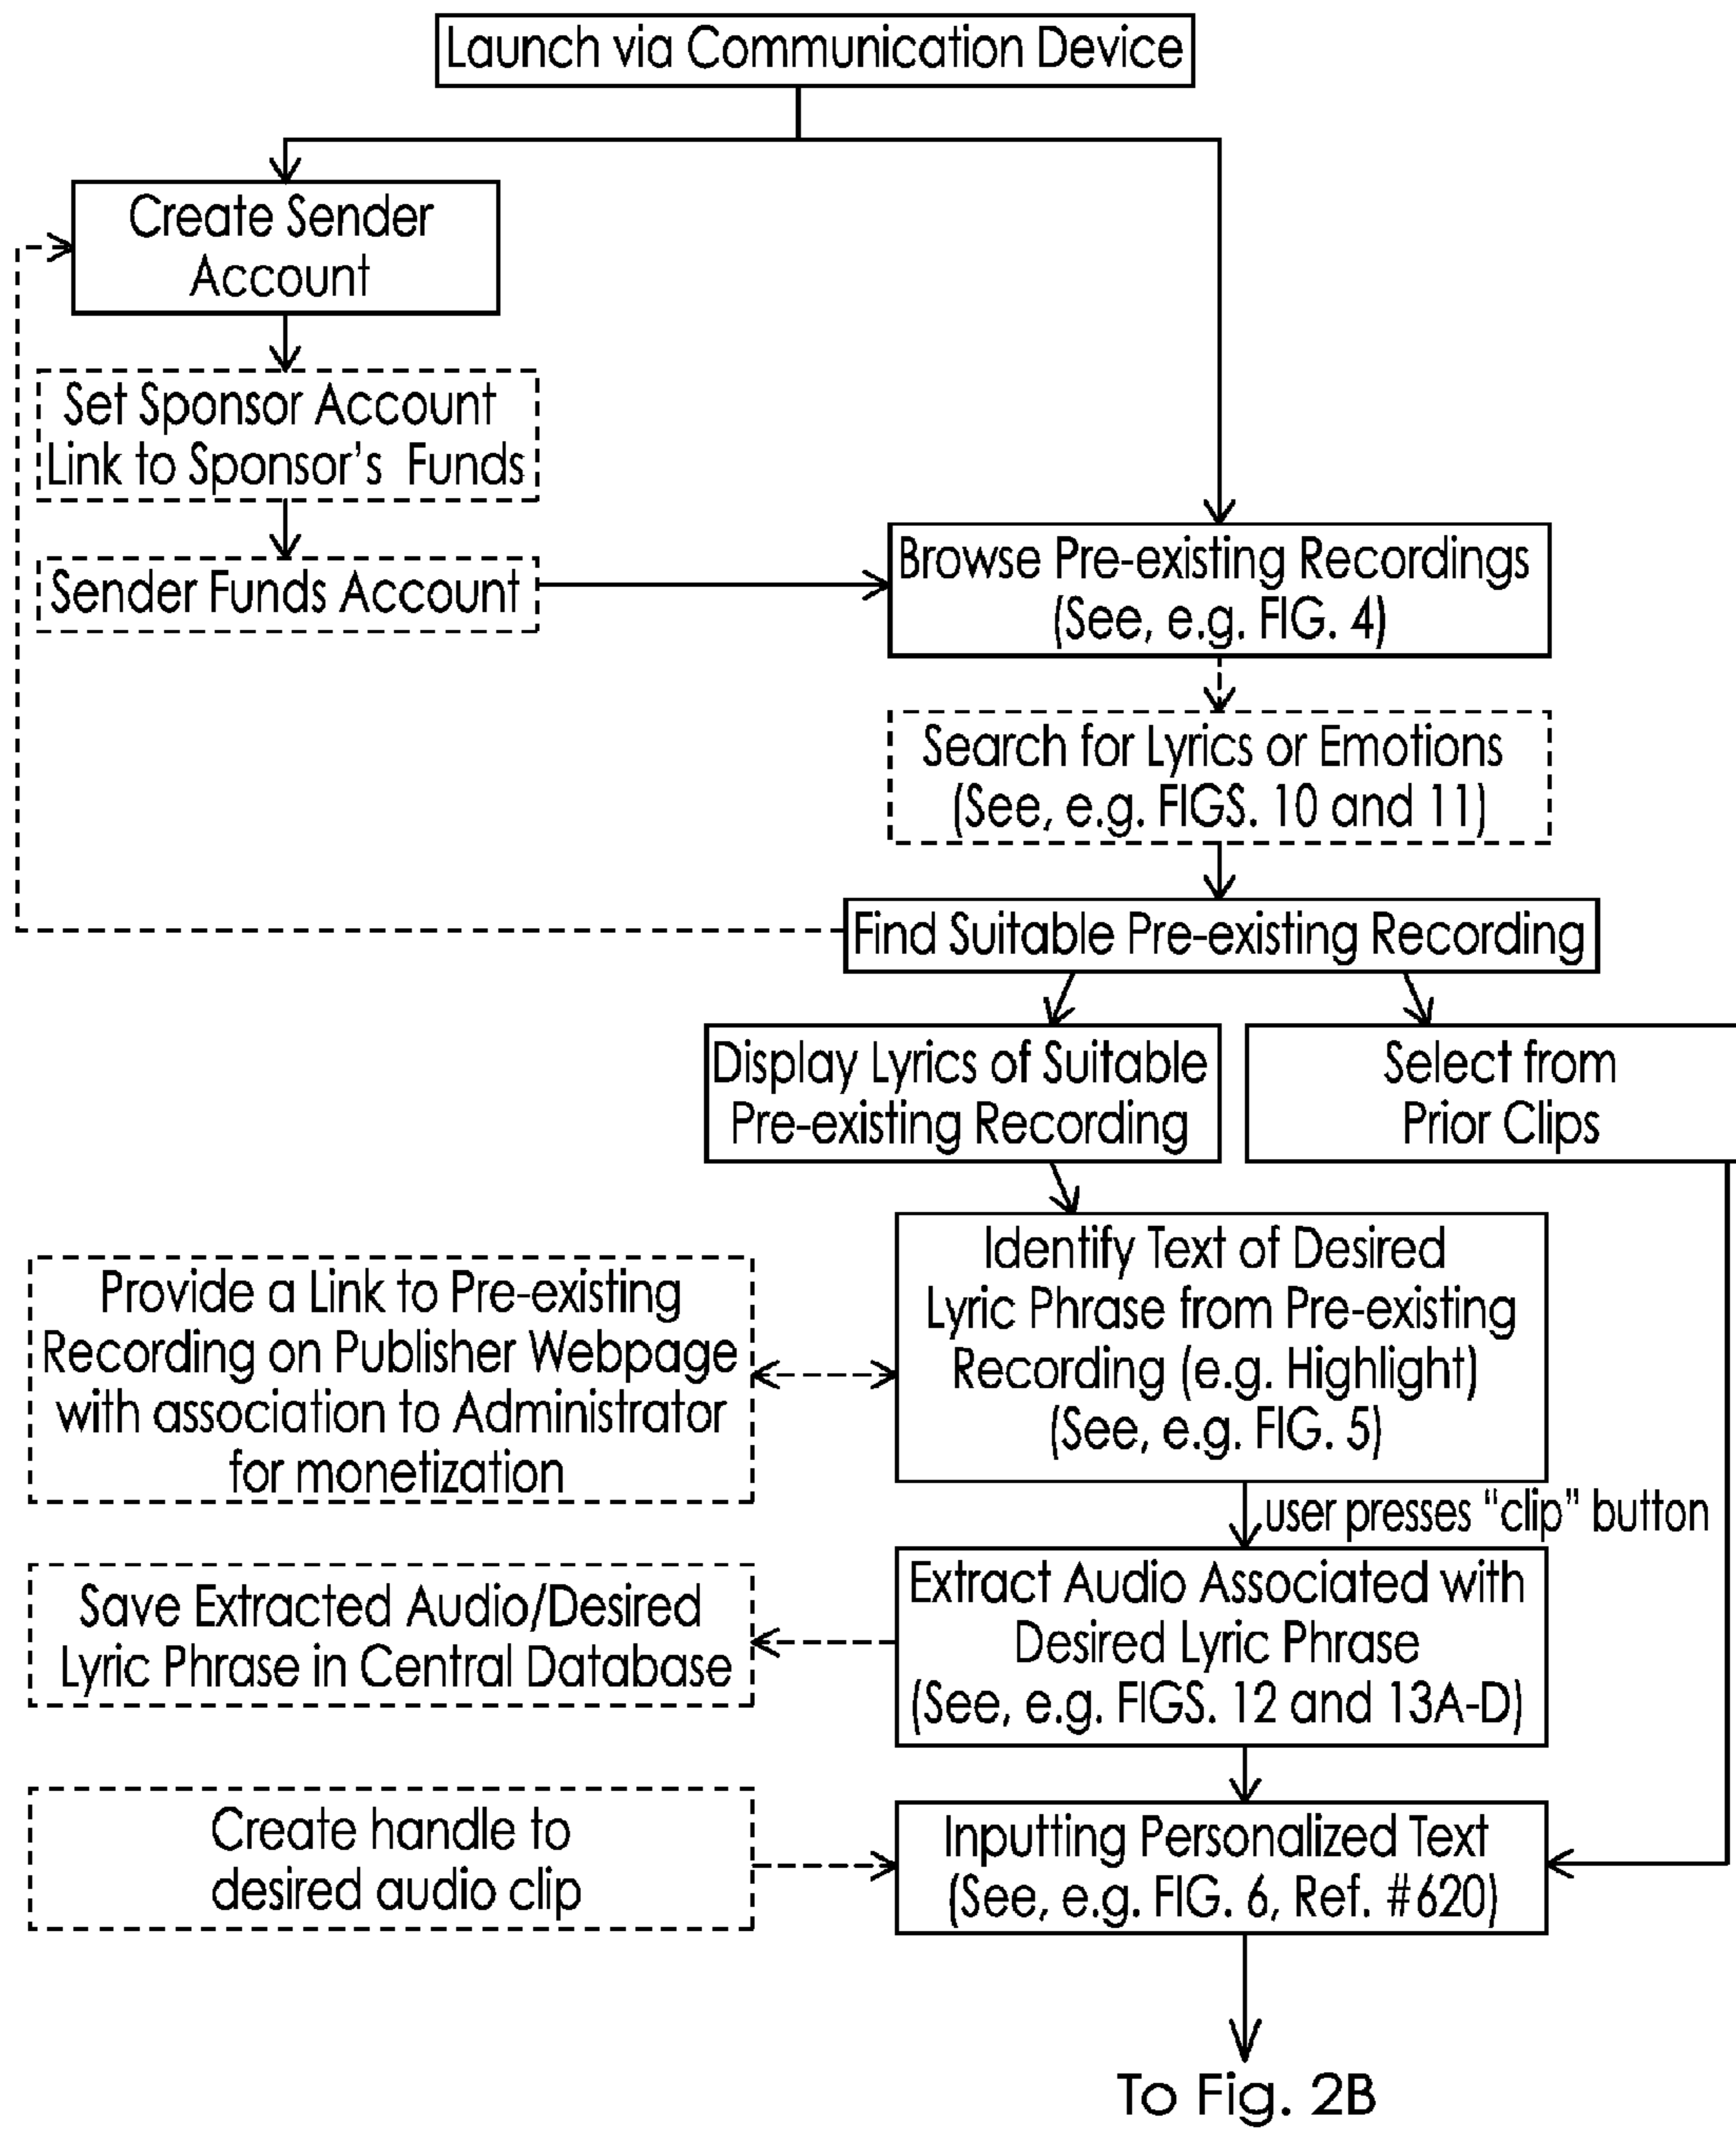 Launch via Communication Device
Create Sender
Account
Set Sponsor Account
Link to Sponsor's Funds
Sender Funds Account
Browse Pre-existing Recordings
(See, e.g. FIG. 4)
Search for Lyrics or Emotions
(See, e.g. FIGS. 10 and 11)
Find Suitable Pre-existing Recording
Display Lyrics of Suitable
Pre-existing Recording
Select from
Prior Clips
Identify Text of Desired
Lyric Phrase from Pre-existing
Recording (e.g. Highlight)
(See, e.g. FIG. 5)
Provide a Link to Pre-existing
Recording on Publisher Webpage
with association to Administrator
for monetization
user presses “clip” button
Extract Audio Associated with
Desired Lyric Phrase
(See, e.g. FIGS. 12 and 13A-D)
Save Extracted Audio/Desired
Lyric Phrase in Central Database
Create handle to
desired audio clip
Inputting Personalized Text
(See, e.g. FIG. 6, Ref. #620)
To Fig. 2B